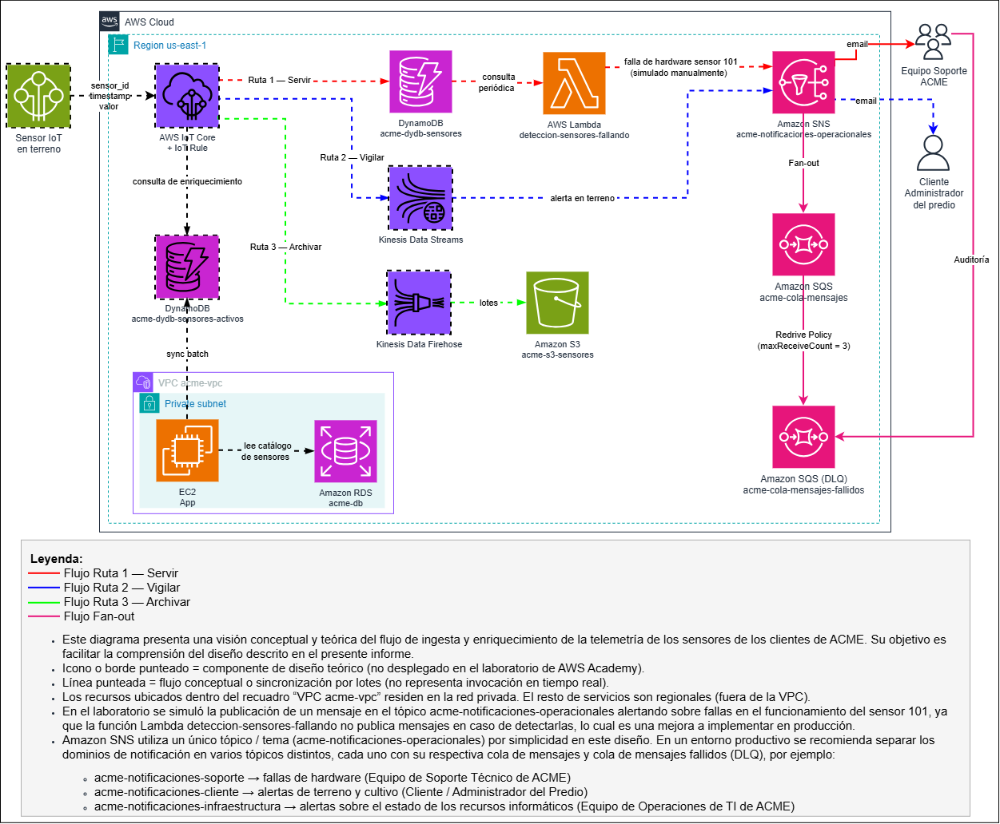 aws
AWS Cloud
Region us-east-1
email
Equipo Soporte
ACME
sensor_id
timestamp
valor
Ruta 1 — Servir
consulta
periódica
falla de hardware sensor 101
(simulado manualmente)
email
Sensor IoT
en terreno
AWS IoT Core
+ IoT Rule
DynamoDB
acme-dydb-sensores
AWS Lambda
deteccion-sensores-fallando
Amazon SNS
acme-notificaciones-operacionales
Ruta 2 — Vigilar
Fan-out
Cliente
Administrador
del predio
consulta de enriquecimiento
alerta en terreno
Kinesis Data Streams
Ruta 3 — Archivar
Auditoría
Amazon SQS
acme-cola-mensajes
lotes
DynamoDB
acme-dydb-sensores-activos
Kinesis Data Firehose
Amazon S3
acme-s3-sensores
Redrive Policy
(maxReceiveCount = 3)
sync batch
VPC acme-vpc
Private subnet
lee catálogo
de sensores
EC2
App
Amazon RDS
acme-db
Amazon SQS (DLQ)
acme-cola-mensajes-fallidos
Leyenda:
Flujo Ruta 1 — Servir
Flujo Ruta 2 — Vigilar
Flujo Ruta 3 — Archivar
Flujo Fan-out
• Este diagrama presenta una visión conceptual y teórica del flujo de ingesta y enriquecimiento de la telemetría de los sensores de los clientes de ACME. Su objetivo es
facilitar la comprensión del diseño descrito en el presente informe.
• Icono o borde punteado = componente de diseño teórico (no desplegado en el laboratorio de AWS Academy).
• Línea punteada = flujo conceptual o sincronización por lotes (no representa invocación en tiempo real).
• Los recursos ubicados dentro del recuadro “VPC acme-vpc” residen en la red privada. El resto de servicios son regionales (fuera de la VPC).
• En el laboratorio se simuló la publicación de un mensaje en el tópico acme-notificaciones-operacionales alertando sobre fallas en el funcionamiento del sensor 101, ya
que la función Lambda deteccion-sensores-fallando no publica mensajes en caso de detectarlas, lo cual es una mejora a implementar en producción.
• Amazon SNS utiliza un único tópico / tema (acme-notificaciones-operacionales) por simplicidad en este diseño. En un entorno productivo se recomienda separar los
dominios de notificación en varios tópicos distintos, cada uno con su respectiva cola de mensajes y cola de mensajes fallidos (DLQ), por ejemplo:
◦ acme-notificaciones-soporte → fallas de hardware (Equipo de Soporte Técnico de ACME)
◦ acme-notificaciones-cliente → alertas de terreno y cultivo (Cliente / Administrador del Predio)
◦ acme-notificaciones-infraestructura → alertas sobre el estado de los recursos informáticos (Equipo de Operaciones de TI de ACME)